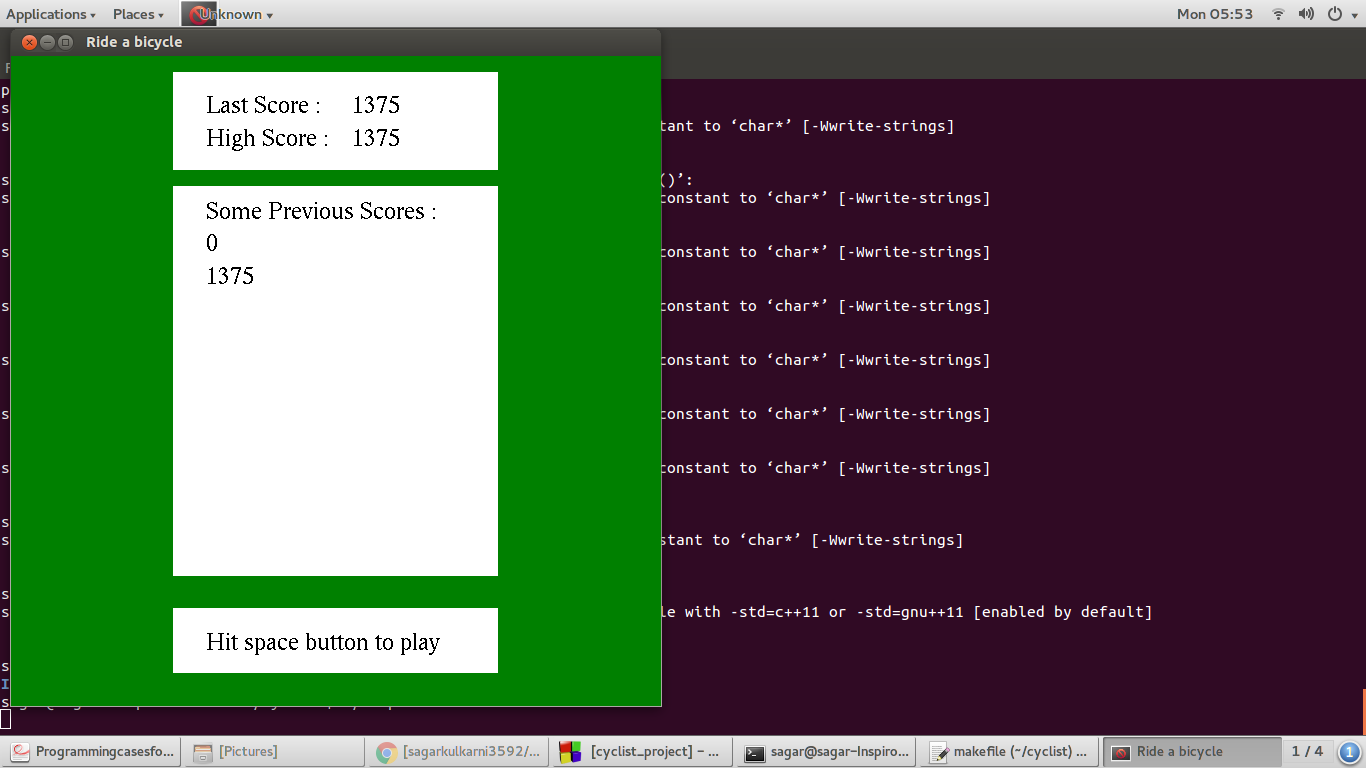 Applications Places Unknown Mon 05:53
Ride a bicycle
Last Score : 1375
High Score : 1375
Some Previous Scores :
0
1375
Hit space button to play
p
s
s tant to ‘char*’ [-Wwrite-strings]
s ()’:
s constant to ‘char*’ [-Wwrite-strings]
s constant to ‘char*’ [-Wwrite-strings]
s constant to ‘char*’ [-Wwrite-strings]
s constant to ‘char*’ [-Wwrite-strings]
s constant to ‘char*’ [-Wwrite-strings]
s constant to ‘char*’ [-Wwrite-strings]
s
s stant to ‘char*’ [-Wwrite-strings]
s
s le with -std=c++11 or -std=gnu++11 [enabled by default]
s
I
s
Programmingcasesfo... [Pictures] [sagarkulkarni3592/... [cyclist_project] – ... sagar@sagar-Inspiro... makefile (~/cyclist) ... Ride a bicycle 1 / 4 1